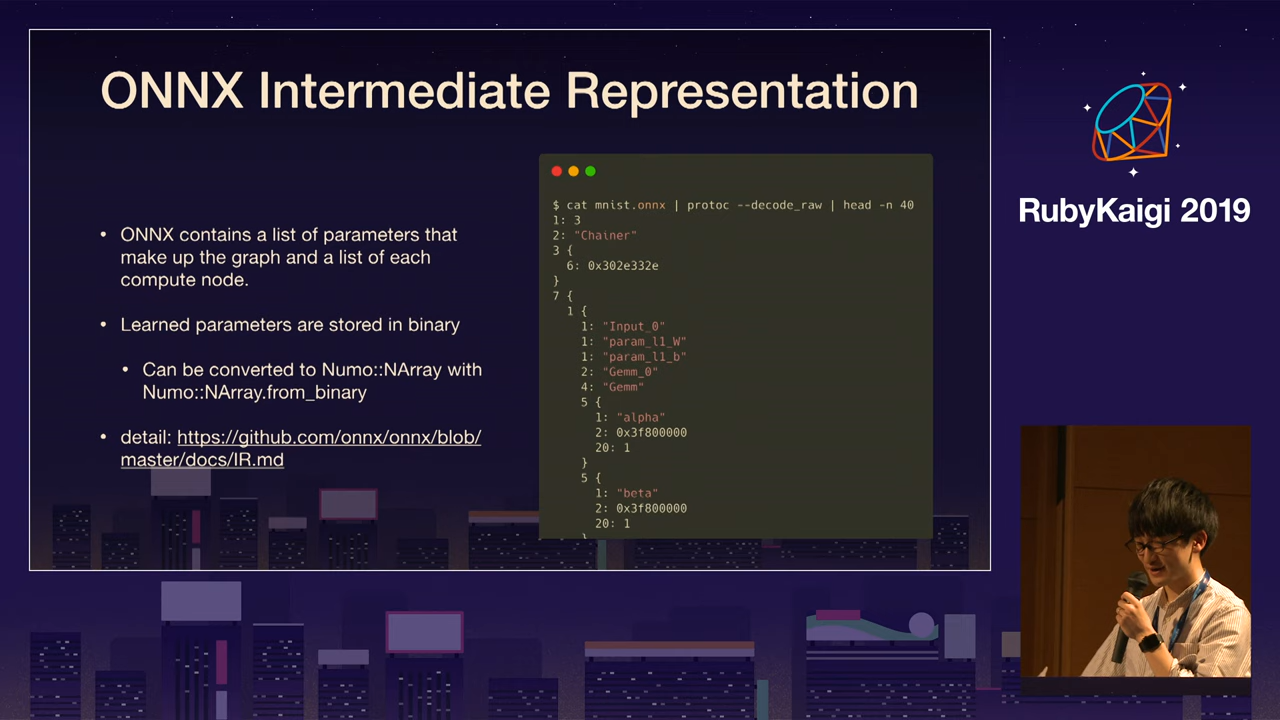 ONNX Intermediate Representation
• ONNX contains a list of parameters that
make up the graph and a list of each
compute node.
• Learned parameters are stored in binary
• Can be converted to Numo::NArray with
Numo::NArray.from_binary
• detail: https://github.com/onnx/onnx/blob/
master/docs/IR.md
$ cat mnist.onnx | protoc --decode_raw | head -n 40
1: 3
2: "Chainer"
3 {
6: 0x302e332e
}
7 {
1 {
1: "Input_0"
1: "param_l1_W"
1: "param_l1_b"
2: "Gemm_0"
4: "Gemm"
5 {
1: "alpha"
2: 0x3f800000
20: 1
}
5 {
1: "beta"
2: 0x3f800000
20: 1
}
RubyKaigi 2019